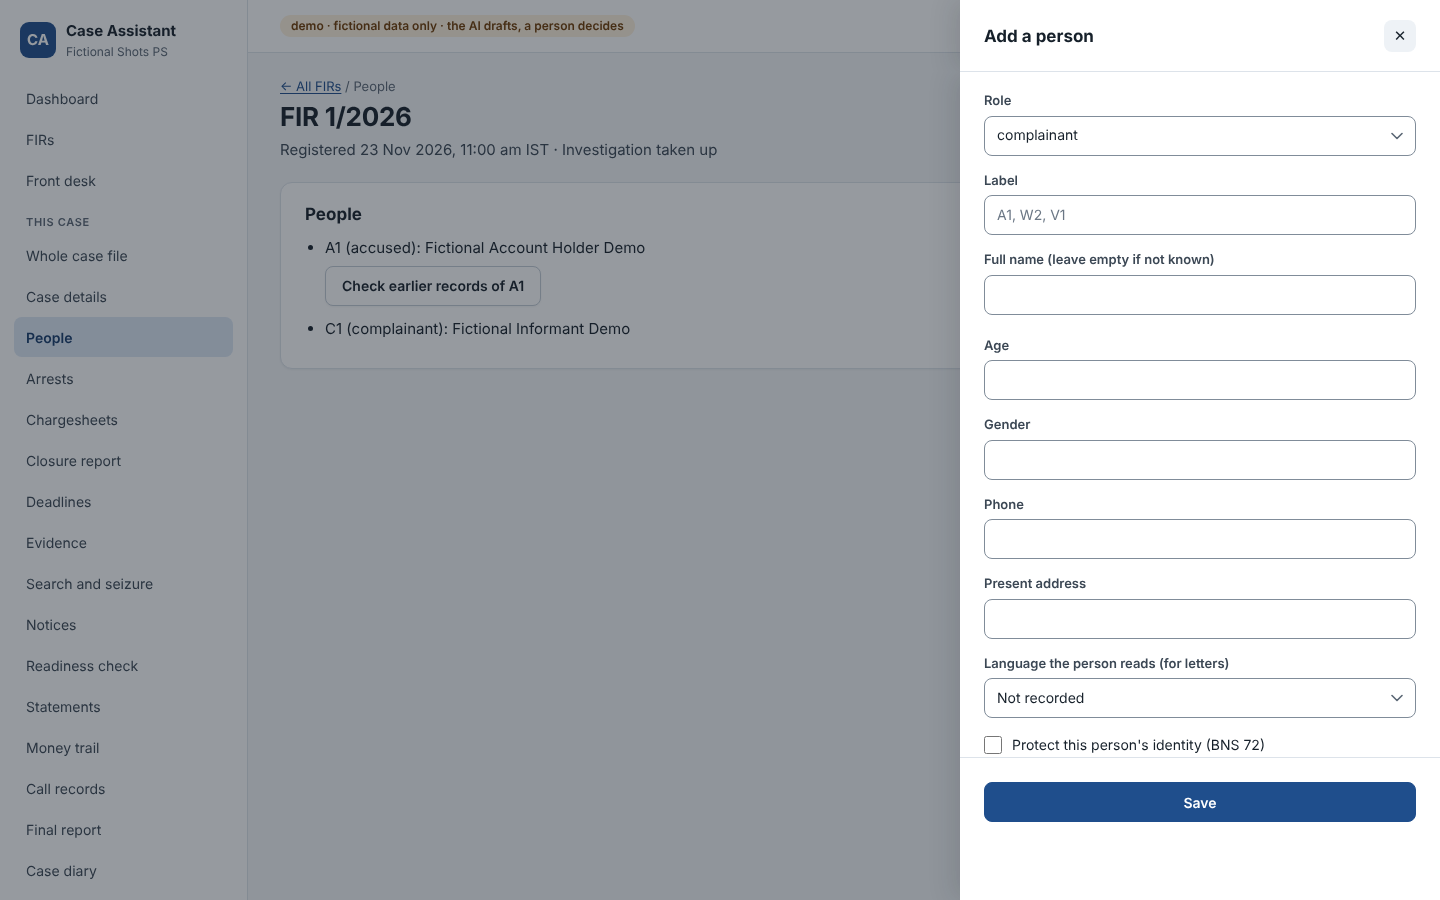 CA
Case Assistant
Fictional Shots PS
Dashboard
FIRs
Front desk
THIS CASE
Whole case file
Case details
People
Arrests
Chargesheets
Closure report
Deadlines
Evidence
Search and seizure
Notices
Readiness check
Statements
Money trail
Call records
Final report
Case diary
demo · fictional data only · the AI drafts, a person decides
← All FIRs / People
FIR 1/2026
Registered 23 Nov 2026, 11:00 am IST · Investigation taken up
People
• A1 (accused): Fictional Account Holder Demo
Check earlier records of A1
• C1 (complainant): Fictional Informant Demo
Add a person
×
Role
complainant
Label
A1, W2, V1
Full name (leave empty if not known)
Age
Gender
Phone
Present address
Language the person reads (for letters)
Not recorded
Protect this person's identity (BNS 72)
Save